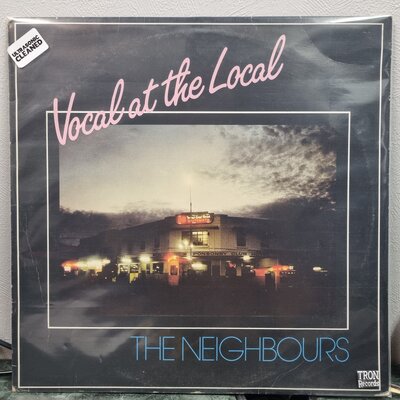 ULTRASONIC
CLEANED
Vocal at the Local
THE NEIGHBOURS
TRON
Records